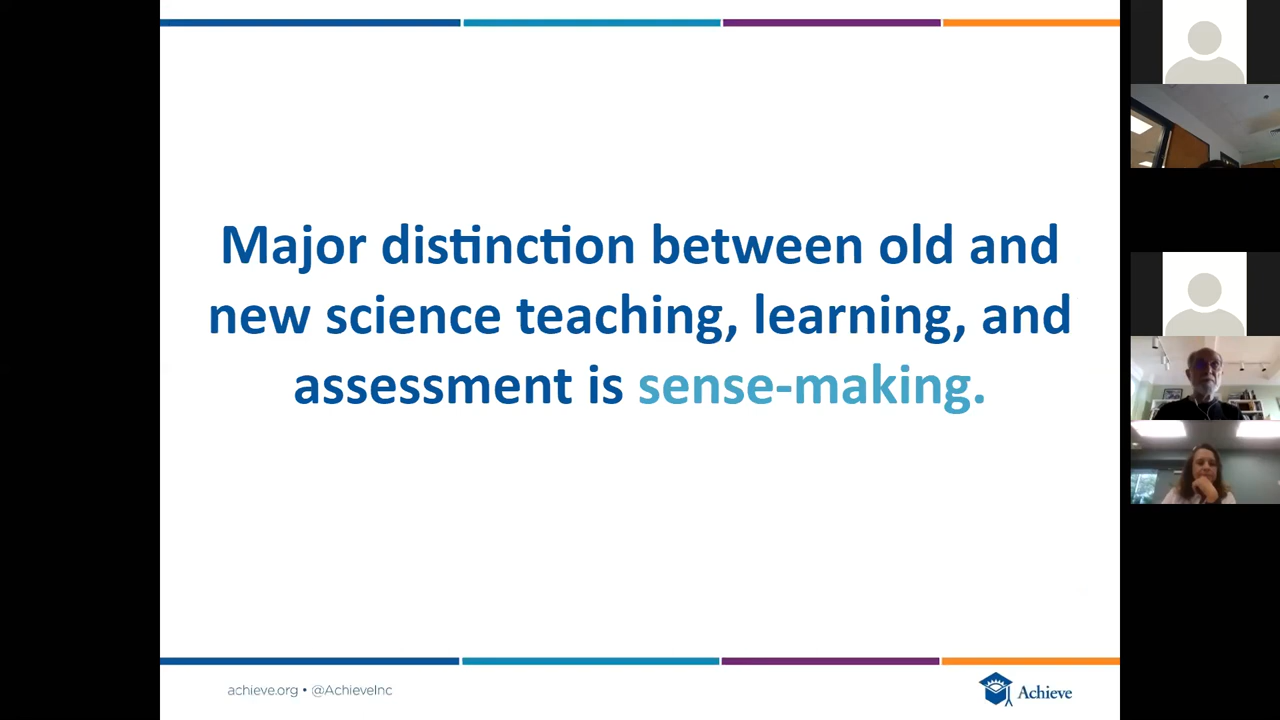 Major distinction between old and
new science teaching, learning, and
assessment is sense-making.
achieve.org • @AchieveInc
Achieve